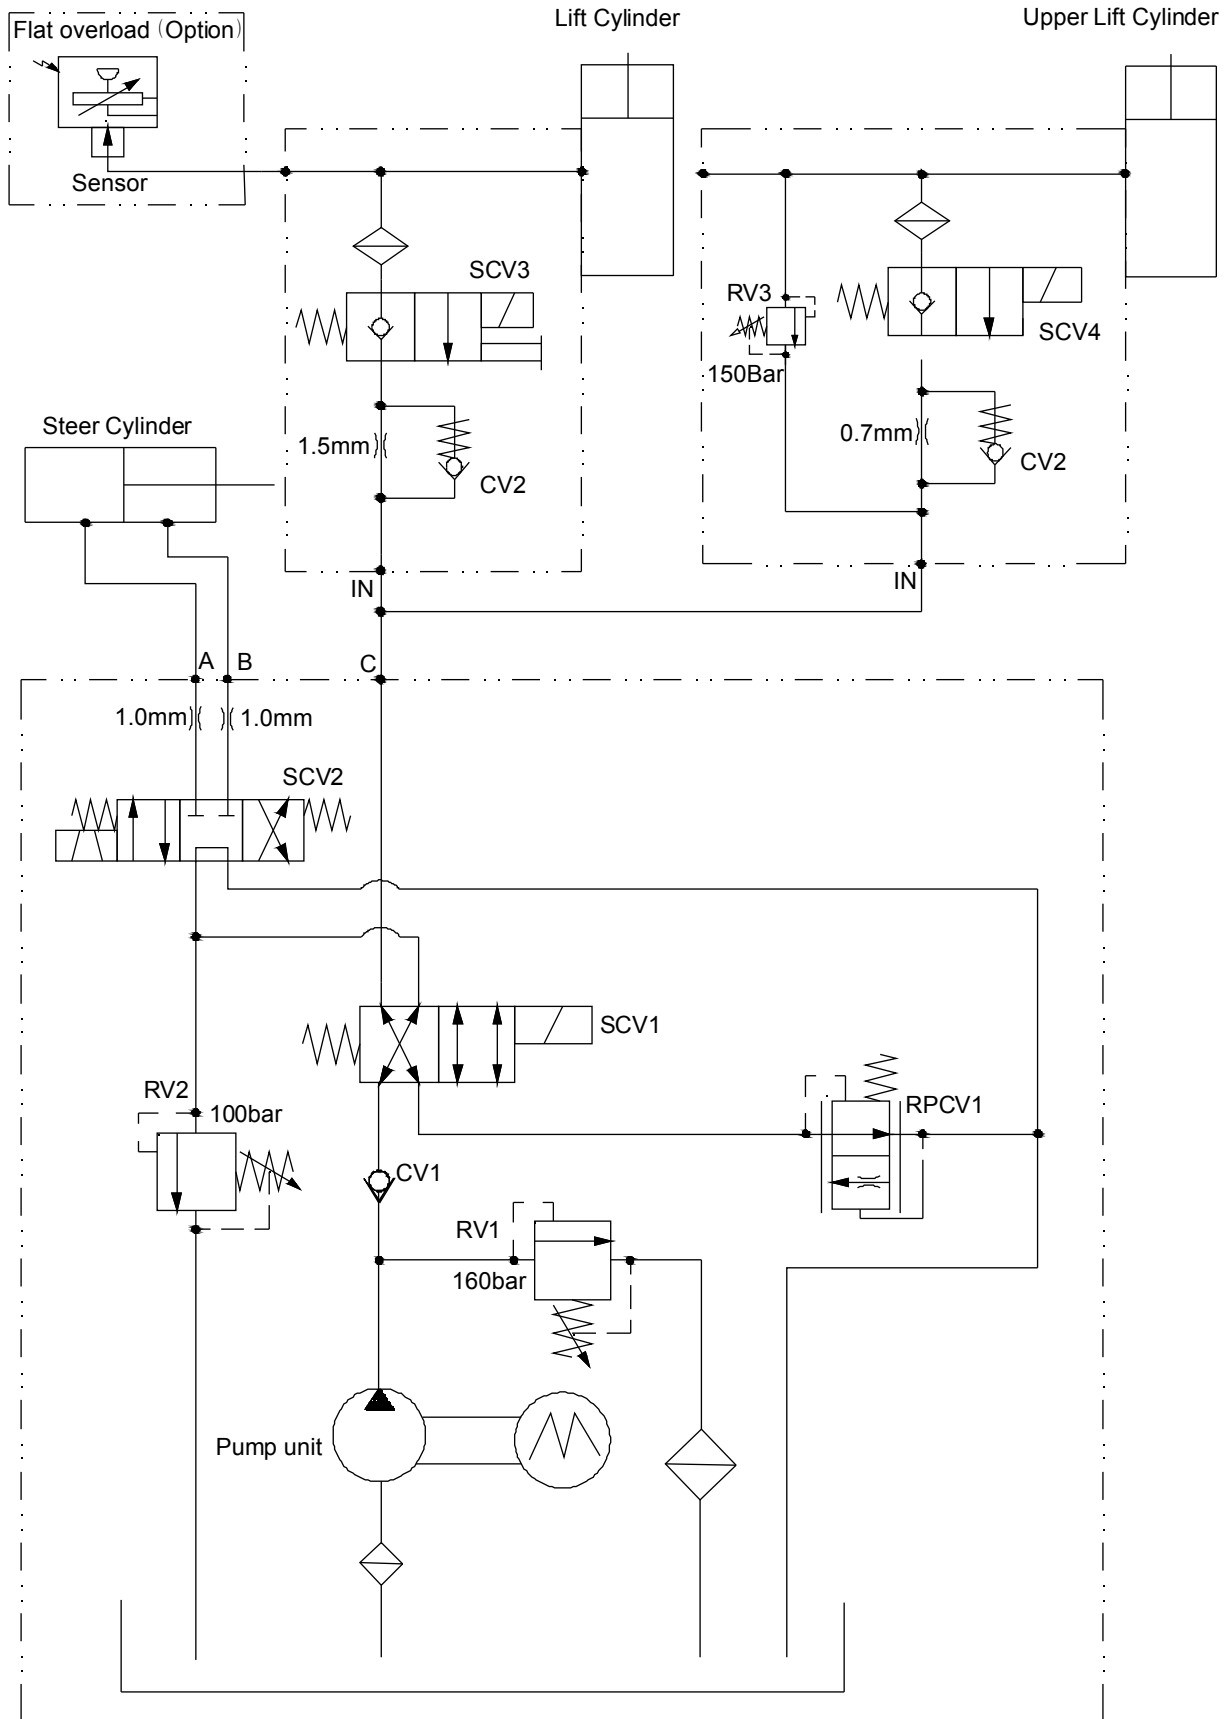 Lift Cylinder
Upper Lift Cylinder
Flat overload (Option)
Sensor
SCV3
RV3
SCV4
150Bar
Steer Cylinder
1.5mm
0.7mm
CV2
CV2
IN
IN
A
B
C
1.0mm
1.0mm
SCV2
SCV1
RV2
100bar
RPCV1
CV1
RV1
160bar
Pump unit